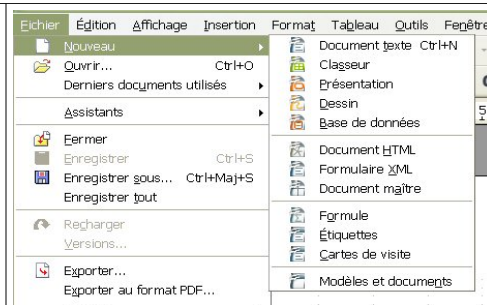 Fichier Édition Affichage Insertion Format Tableau Outils Fenêtre
Nouveau
Ouvrir... Ctrl+O
Derniers documents utilisés
Assistants
Fermer
Enregistrer Ctrl+S
Enregistrer sous... Ctrl+Maj+S
Enregistrer tout
Recharger
Versions...
Exporter...
Exporter au format PDF...
Document texte Ctrl+N
Classeur
Présentation
Dessin
Base de données
Document HTML
Formulaire XML
Document maître
Formule
Étiquettes
Cartes de visite
Modèles et documents
5